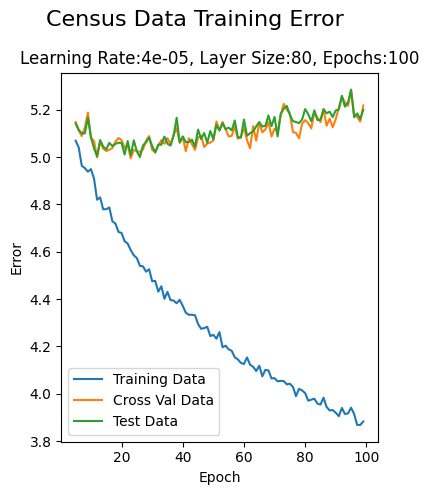 Census Data Training Error
Learning Rate:4e-05, Layer Size:80, Epochs:100
5.2
5.0
4.8
4.6
4.4
4.2
4.0
3.8
Error
Training Data
Cross Val Data
Test Data
20 40 60 80 100
Epoch